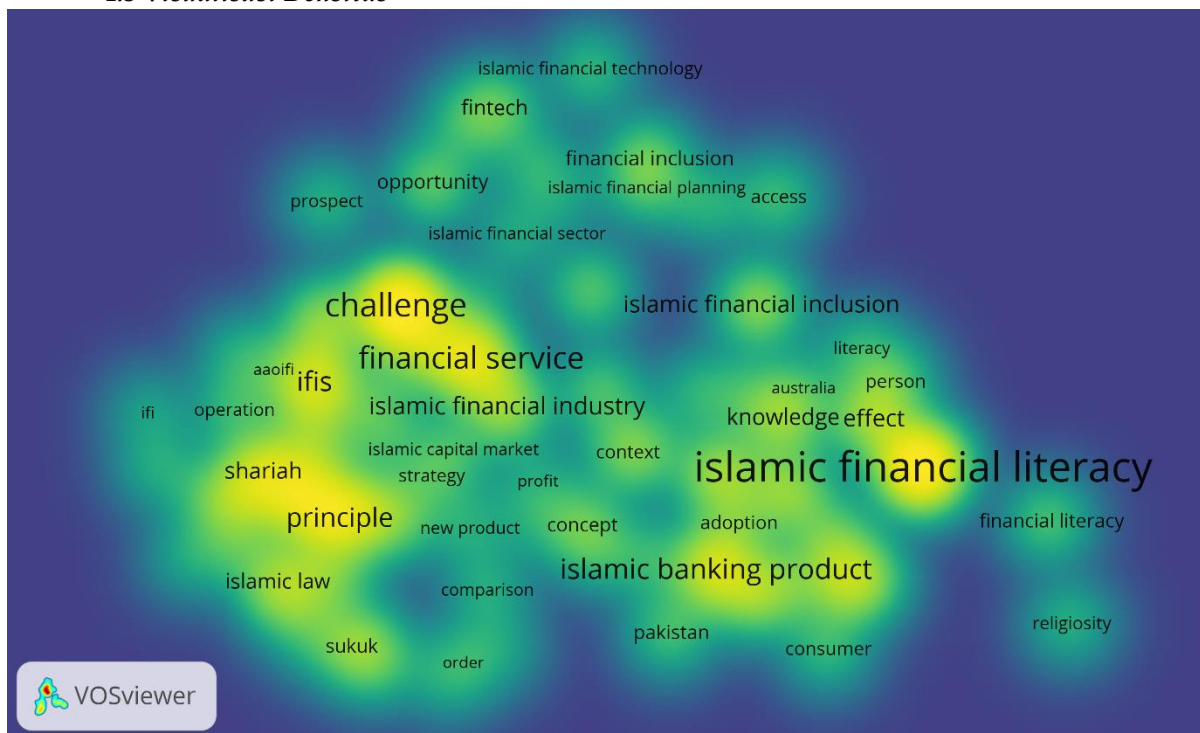 islamic financial technology
fintech
financial inclusion
opportunity
islamic financial planning
prospect
access
islamic financial sector
challenge
islamic financial inclusion
financial service
literacy
aaoifi
ifis
australia
person
ifi
operation
islamic financial industry
knowledge
effect
islamic capital market
context
shariah
strategy
profit
islamic financial literacy
principle
new product
concept
adoption
financial literacy
islamic law
comparison
islamic banking product
sukuk
order
pakistan
consumer
religiosity
VOSviewer